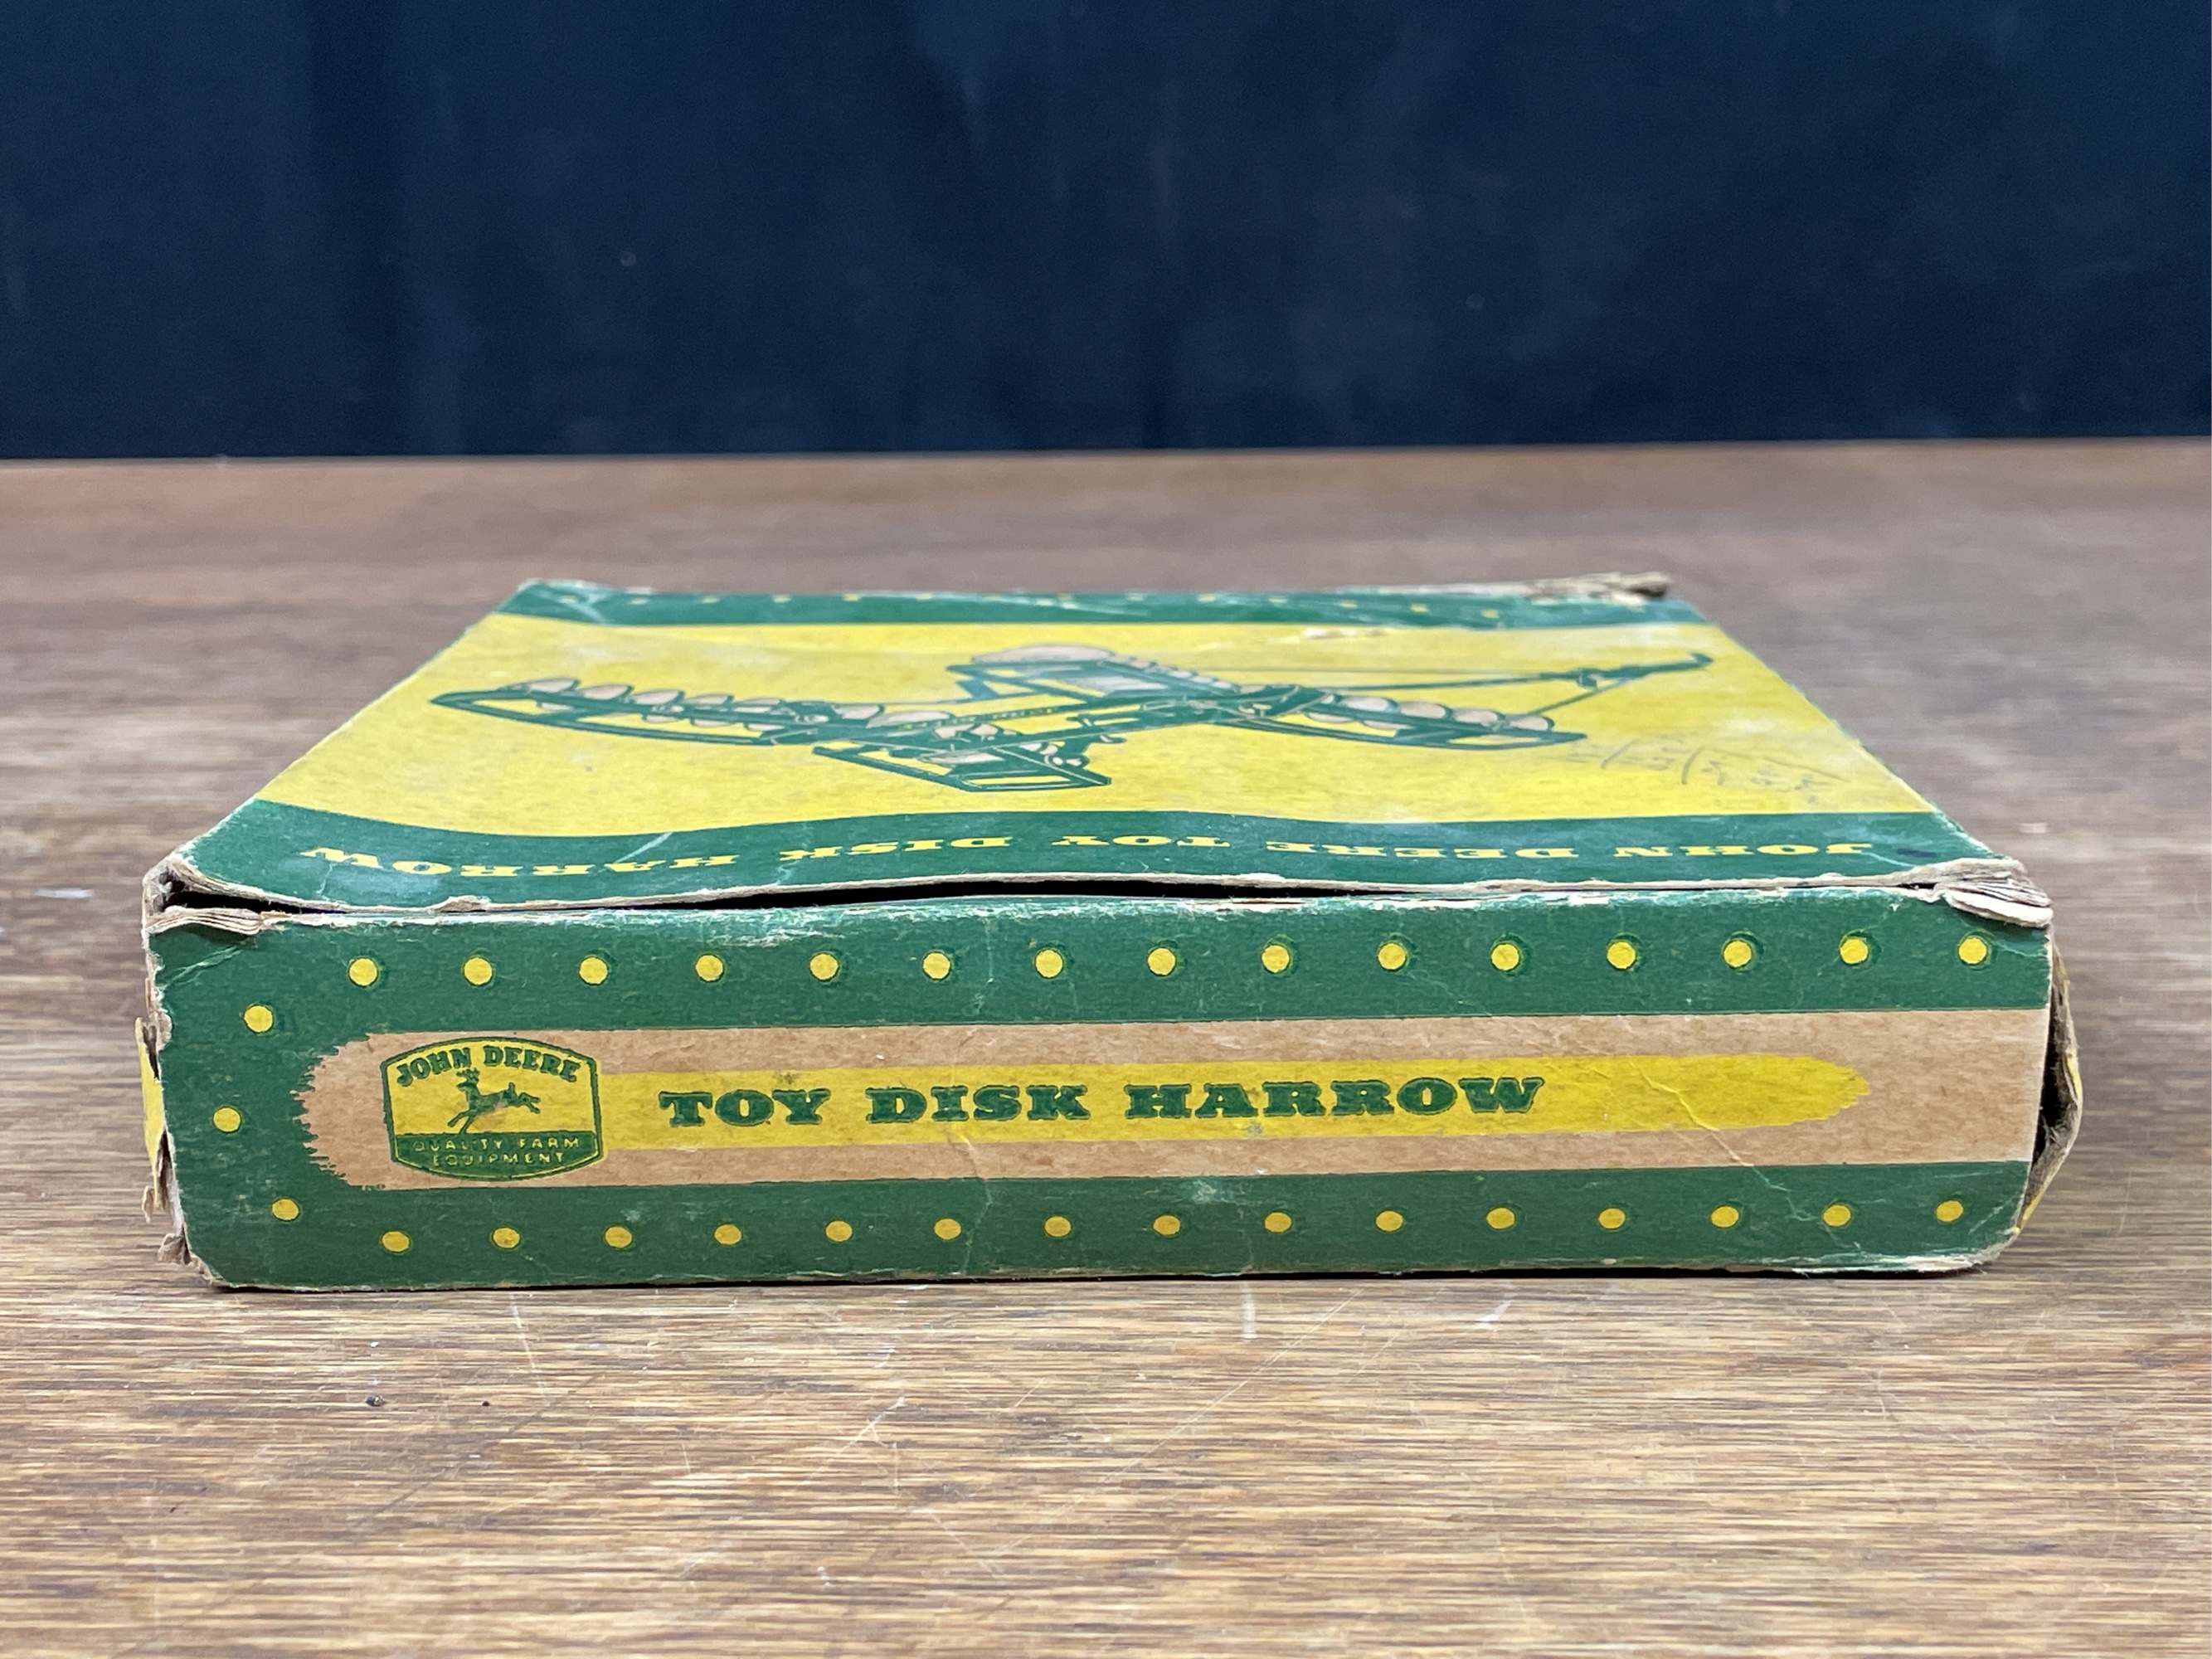 JOHN DEERE TOY DISK HARROW
JOHN DEERE
QUALITY FARM
EQUIPMENT
TOY DISK HARROW